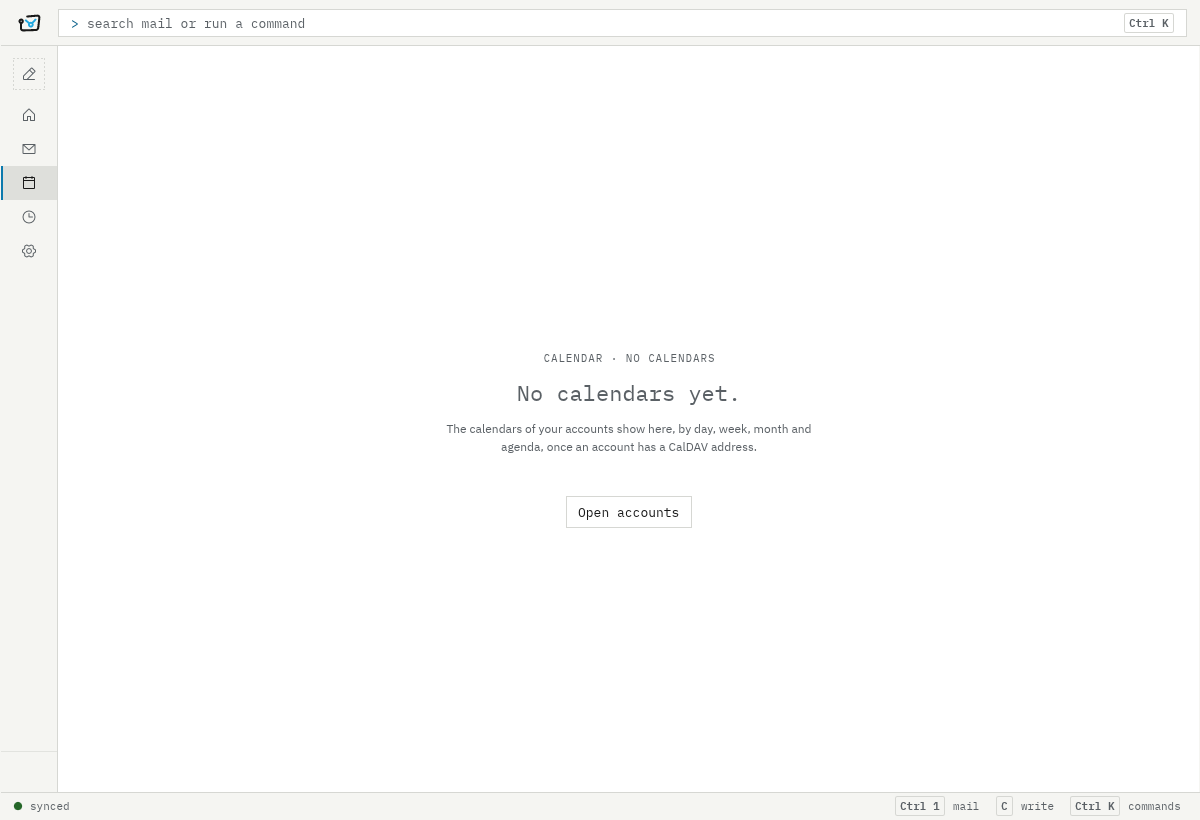 > search mail or run a command Ctrl K
CALENDAR · NO CALENDARS
No calendars yet.
The calendars of your accounts show here, by day, week, month and
agenda, once an account has a CalDAV address.
Open accounts
synced Ctrl 1 mail C write Ctrl K commands